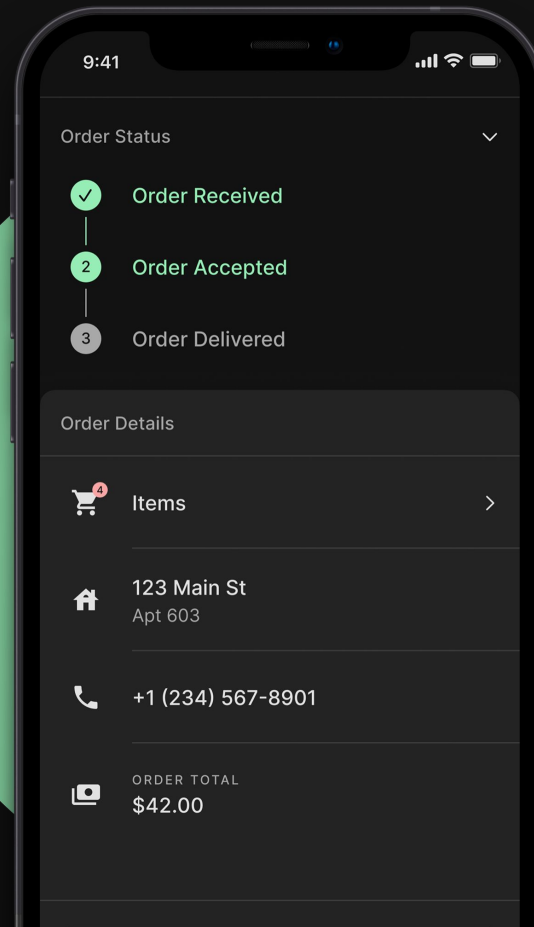 9:41
Order Status
Order Received
2
Order Accepted
3
Order Delivered
Order Details
4
Items
123 Main St
Apt 603
+1 (234) 567-8901
ORDER TOTAL
$42.00